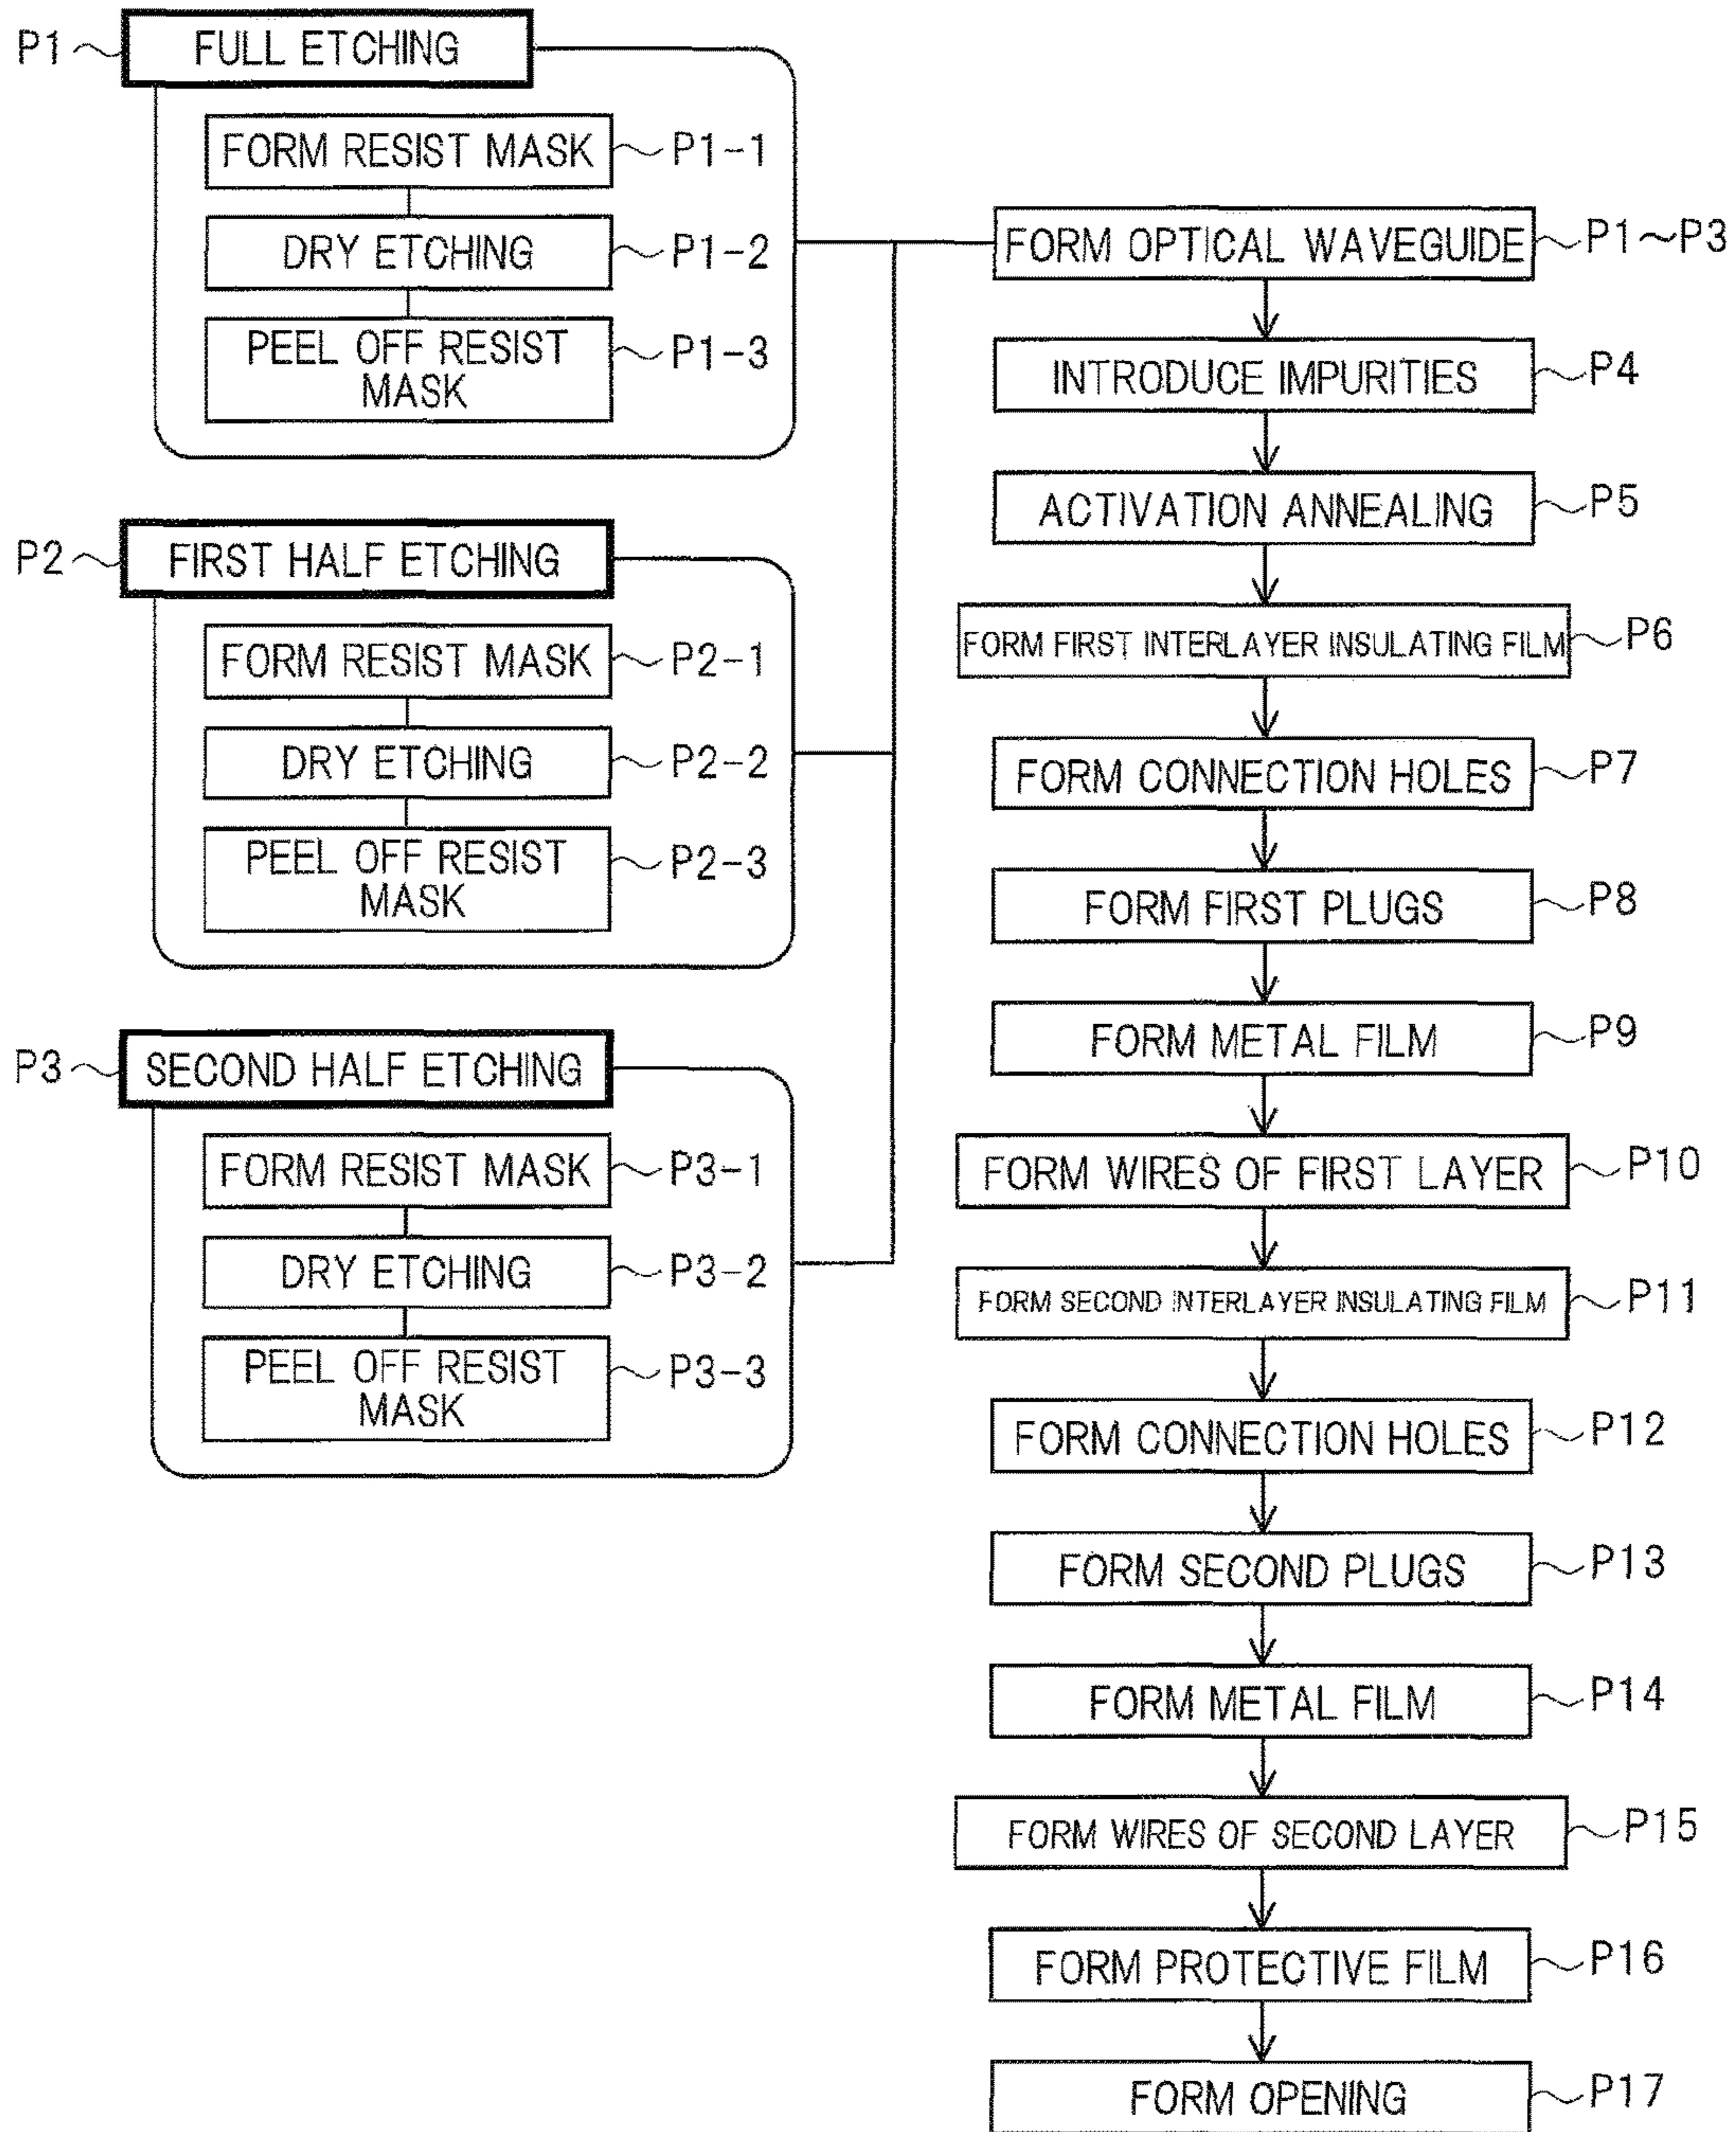 P1
FULL ETCHING
FORM RESIST MASK
P1-1
DRY ETCHING
P1-2
PEEL OFF RESIST
MASK
P1-3
P2
FIRST HALF ETCHING
FORM RESIST MASK
P2-1
DRY ETCHING
P2-2
PEEL OFF RESIST
MASK
P2-3
P3
SECOND HALF ETCHING
FORM RESIST MASK
P3-1
DRY ETCHING
P3-2
PEEL OFF RESIST
MASK
P3-3
FORM OPTICAL WAVEGUIDE
P1~P3
INTRODUCE IMPURITIES
P4
ACTIVATION ANNEALING
P5
FORM FIRST INTERLAYER INSULATING FILM
P6
FORM CONNECTION HOLES
P7
FORM FIRST PLUGS
P8
FORM METAL FILM
P9
FORM WIRES OF FIRST LAYER
P10
FORM SECOND INTERLAYER INSULATING FILM
P11
FORM CONNECTION HOLES
P12
FORM SECOND PLUGS
P13
FORM METAL FILM
P14
FORM WIRES OF SECOND LAYER
P15
FORM PROTECTIVE FILM
P16
FORM OPENING
P17